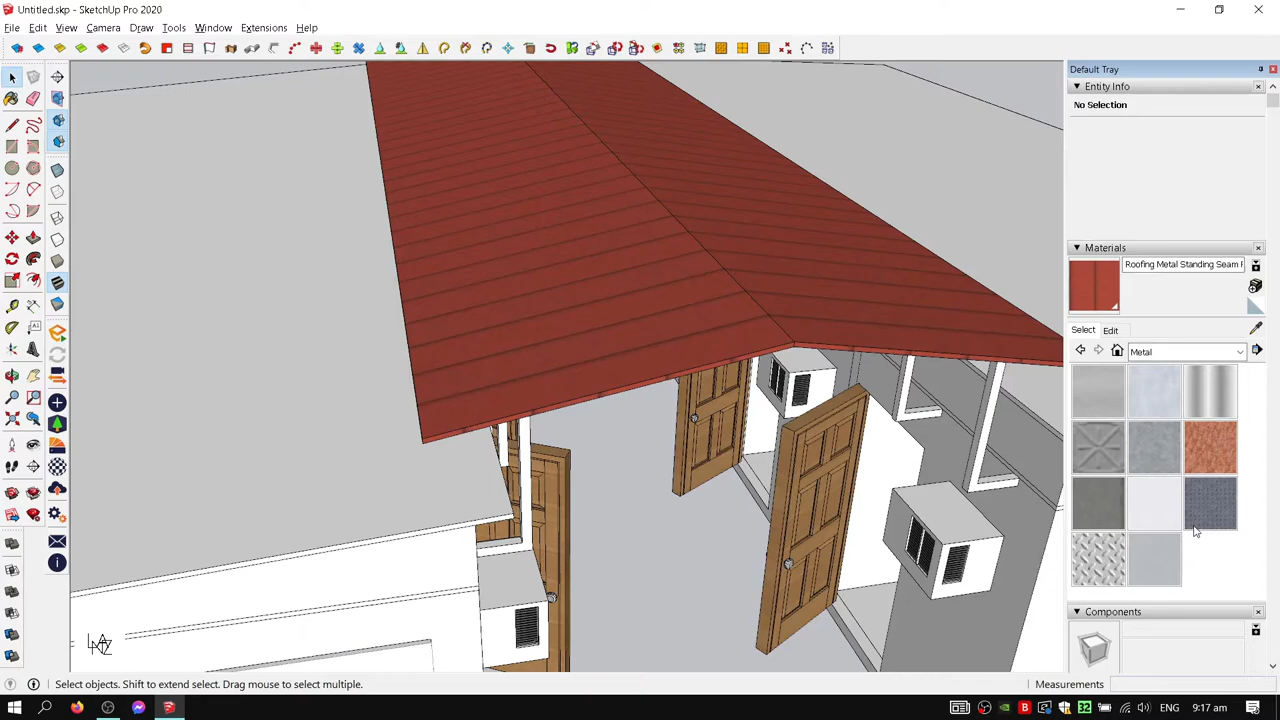 Untitled.skp - SketchUp Pro 2020
File Edit View Camera Draw Tools Window Extensions Help
Default Tray
Entity Info
No Selection
Materials
Roofing Metal Standing Seam
Select Edit
Metal
Components
Select objects. Shift to extend select. Drag mouse to select multiple.
Measurements
32
ENG 9:17 am